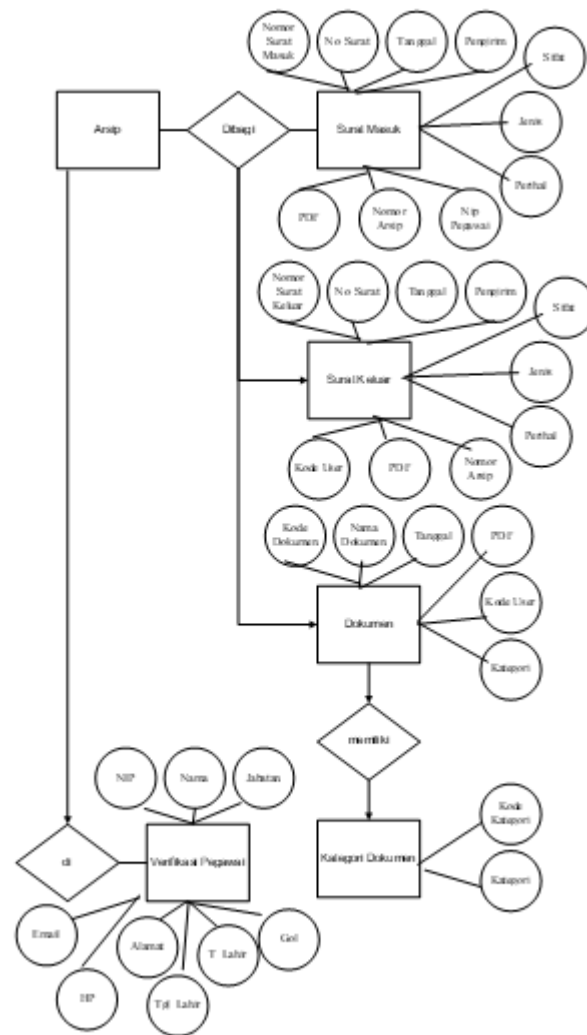 Nomor
Surat
Masuk
No Surat
Tanggal
Pengirim
Sifat
Arsip
Dibagi
Surat Masuk
Jenis
Perihal
PDF
Nomor
Arsip
Nip
Pegawai
Nomor
Surat
Keluar
No Surat
Tanggal
Pengirim
Sifat
Surat Keluar
Jenis
Perihal
Kode User
PDF
Nomor
Arsip
Kode
Dokumen
Nama
Dokumen
Tanggal
PDF
Dokumen
Kode User
Kategori
memiliki
NIP
Nama
Jabatan
Kode
Kategori
di
Verifikasi Pegawai
Kategori Dokumen
Kategori
Email
Alamat
T Lahir
Gol
HP
Tgl Lahir